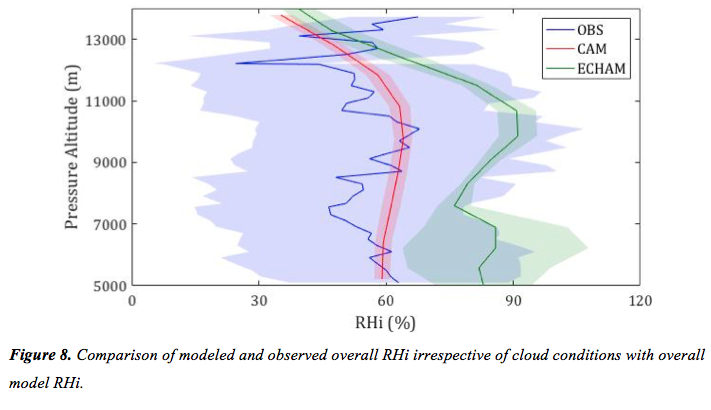 OBS
CAM
ECHAM
13000
11000
9000
7000
5000
Pressure Altitude (m)
0 30 60 90 120
RHi (%)
Figure 8. Comparison of modeled and observed overall RHi irrespective of cloud conditions with overall
model RHi.